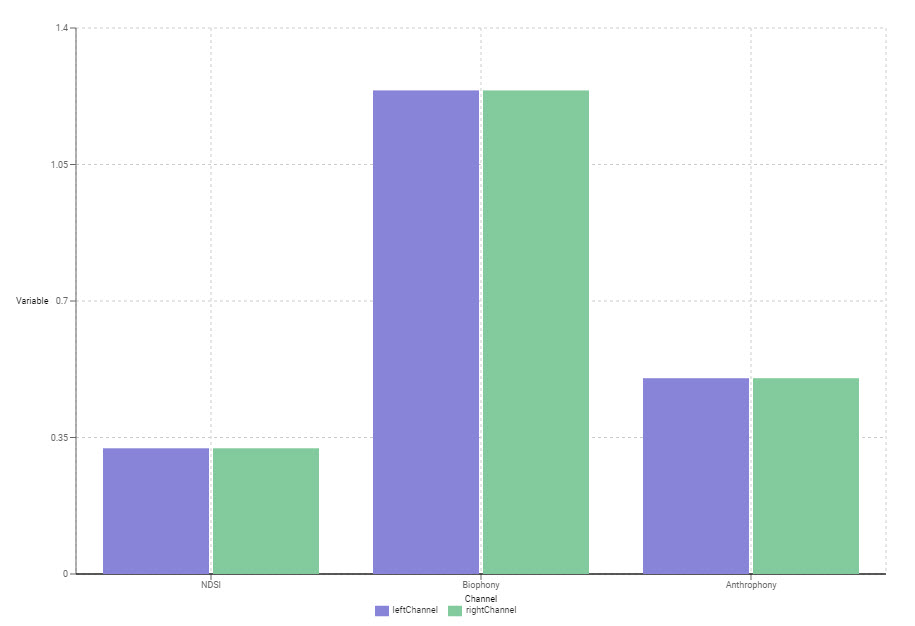 1.4
1.05
Variable 0.7
0.35
0
NDSI Biophony Anthrophony
Channel
leftChannel rightChannel